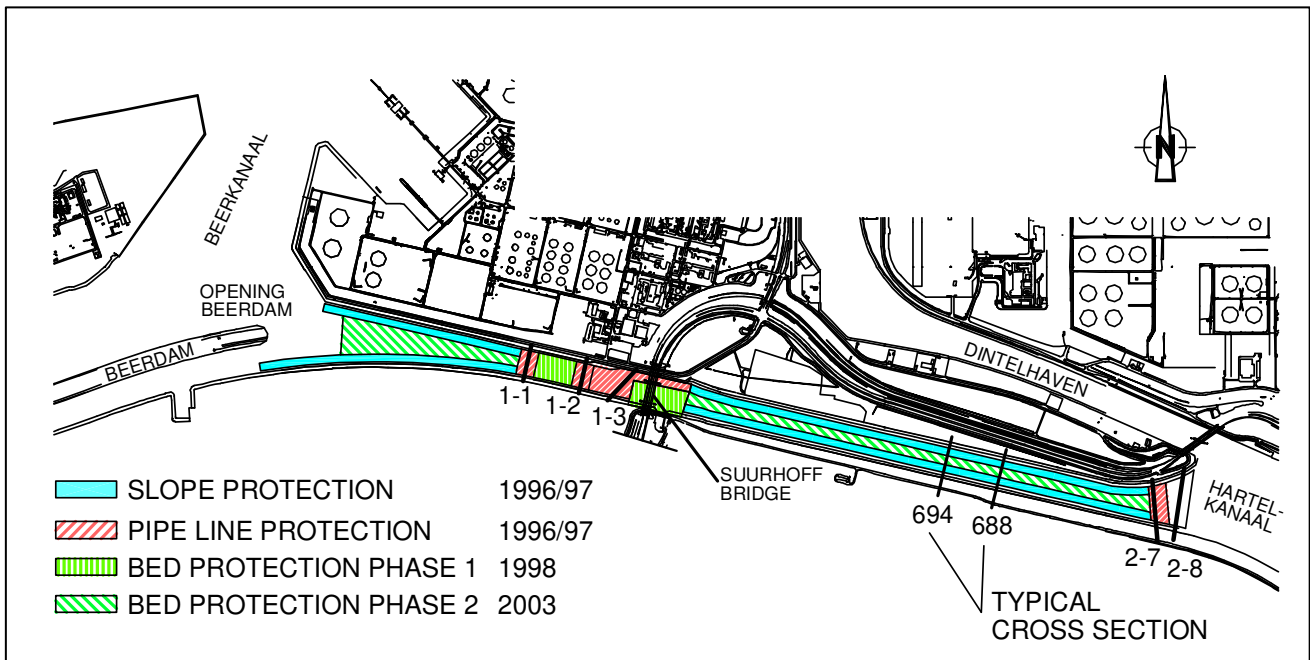 N
BEERKANAAL
OPENING
BEERDAM
BEERDAM
DINTELHAVEN
1-1
1-2
1-3
SUURHOFF
BRIDGE
HARTEL-
KANAAL
694
688
2-7
2-8
SLOPE PROTECTION 1996/97
PIPE LINE PROTECTION 1996/97
BED PROTECTION PHASE 1 1998
BED PROTECTION PHASE 2 2003
TYPICAL
CROSS SECTION